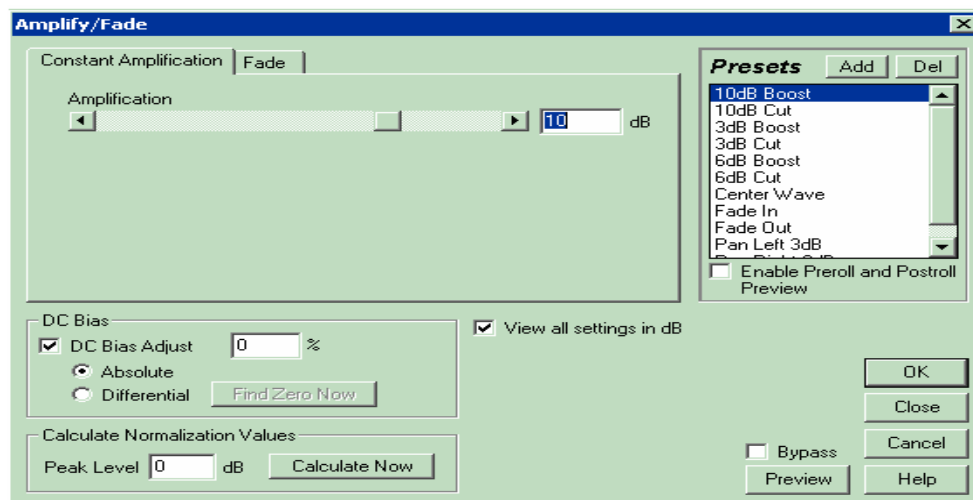 Amplify/Fade
Constant Amplification
Fade
Amplification
10 dB
Presets
Add
Del
10dB Boost
10dB Cut
3dB Boost
3dB Cut
6dB Boost
6dB Cut
Center Wave
Fade In
Fade Out
Pan Left 3dB
Enable Preroll and Postroll
Preview
DC Bias
DC Bias Adjust 0 %
Absolute
Differential
Find Zero Now
View all settings in dB
Calculate Normalization Values
Peak Level 0 dB
Calculate Now
Bypass
Preview
OK
Close
Cancel
Help